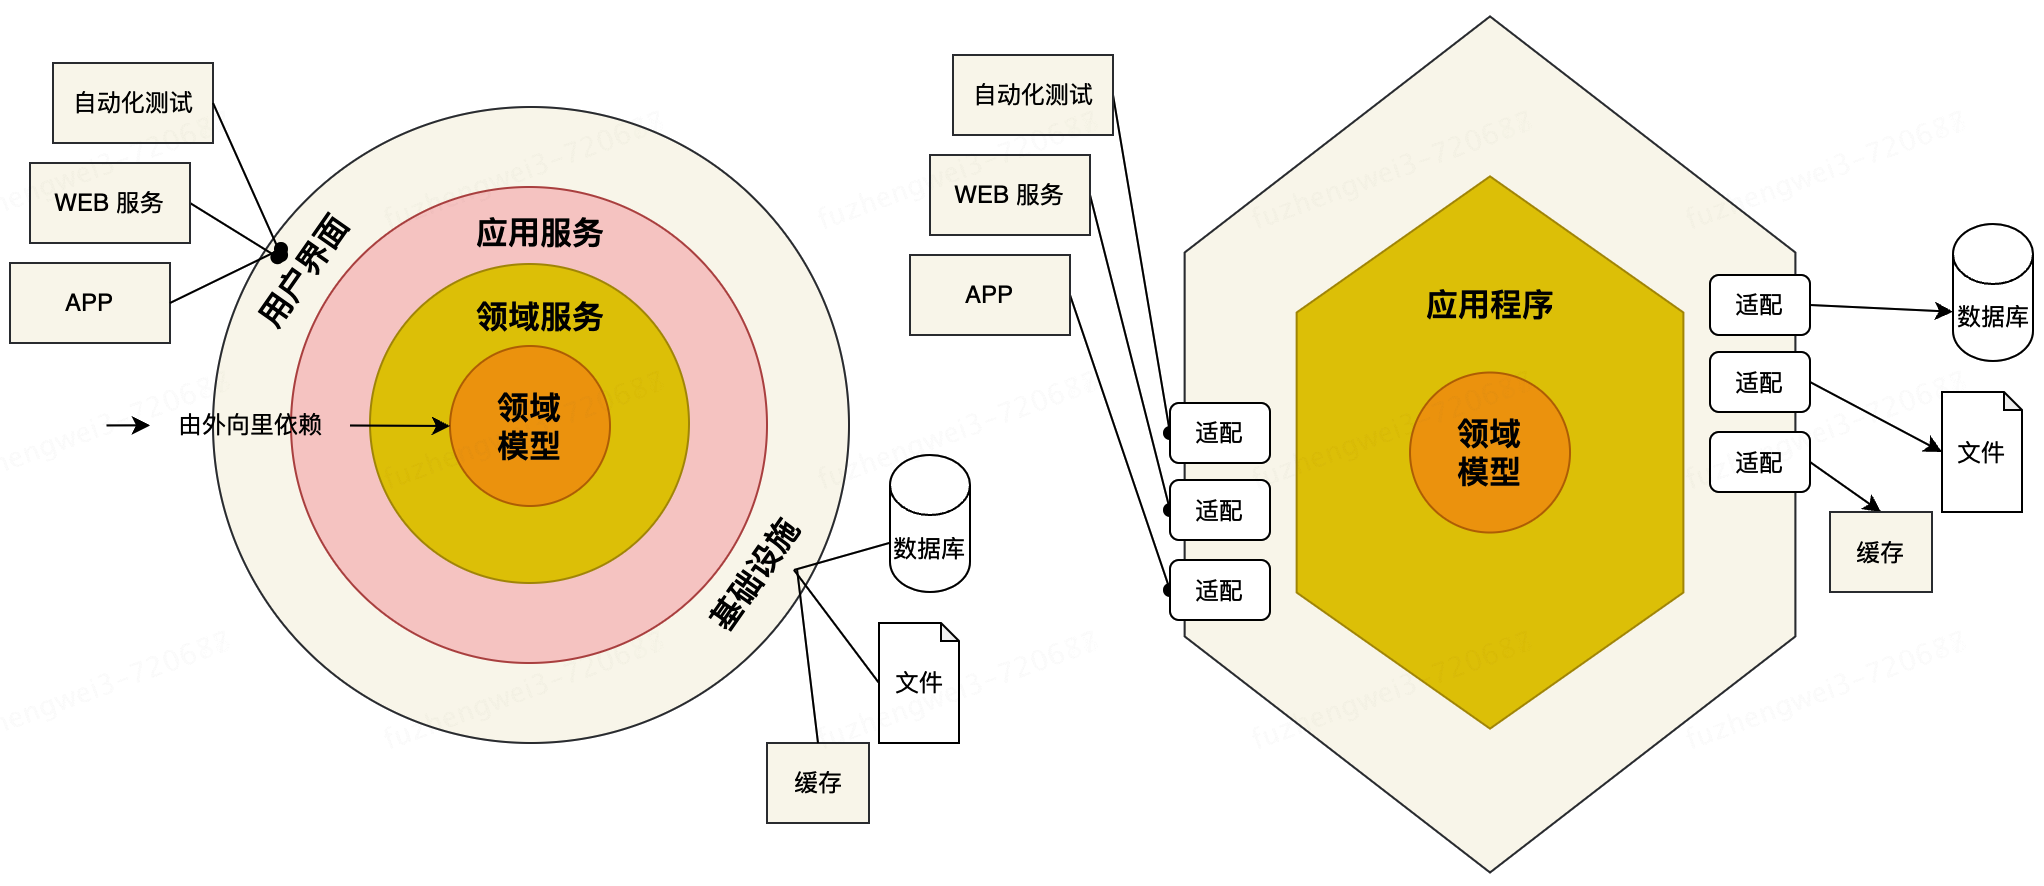 自动化测试
WEB 服务
APP
用户界面
应用服务
领域服务
领域
模型
由外向里依赖
基础设施
数据库
文件
缓存
自动化测试
WEB 服务
APP
适配
适配
适配
应用程序
领域
模型
适配
适配
适配
数据库
文件
缓存